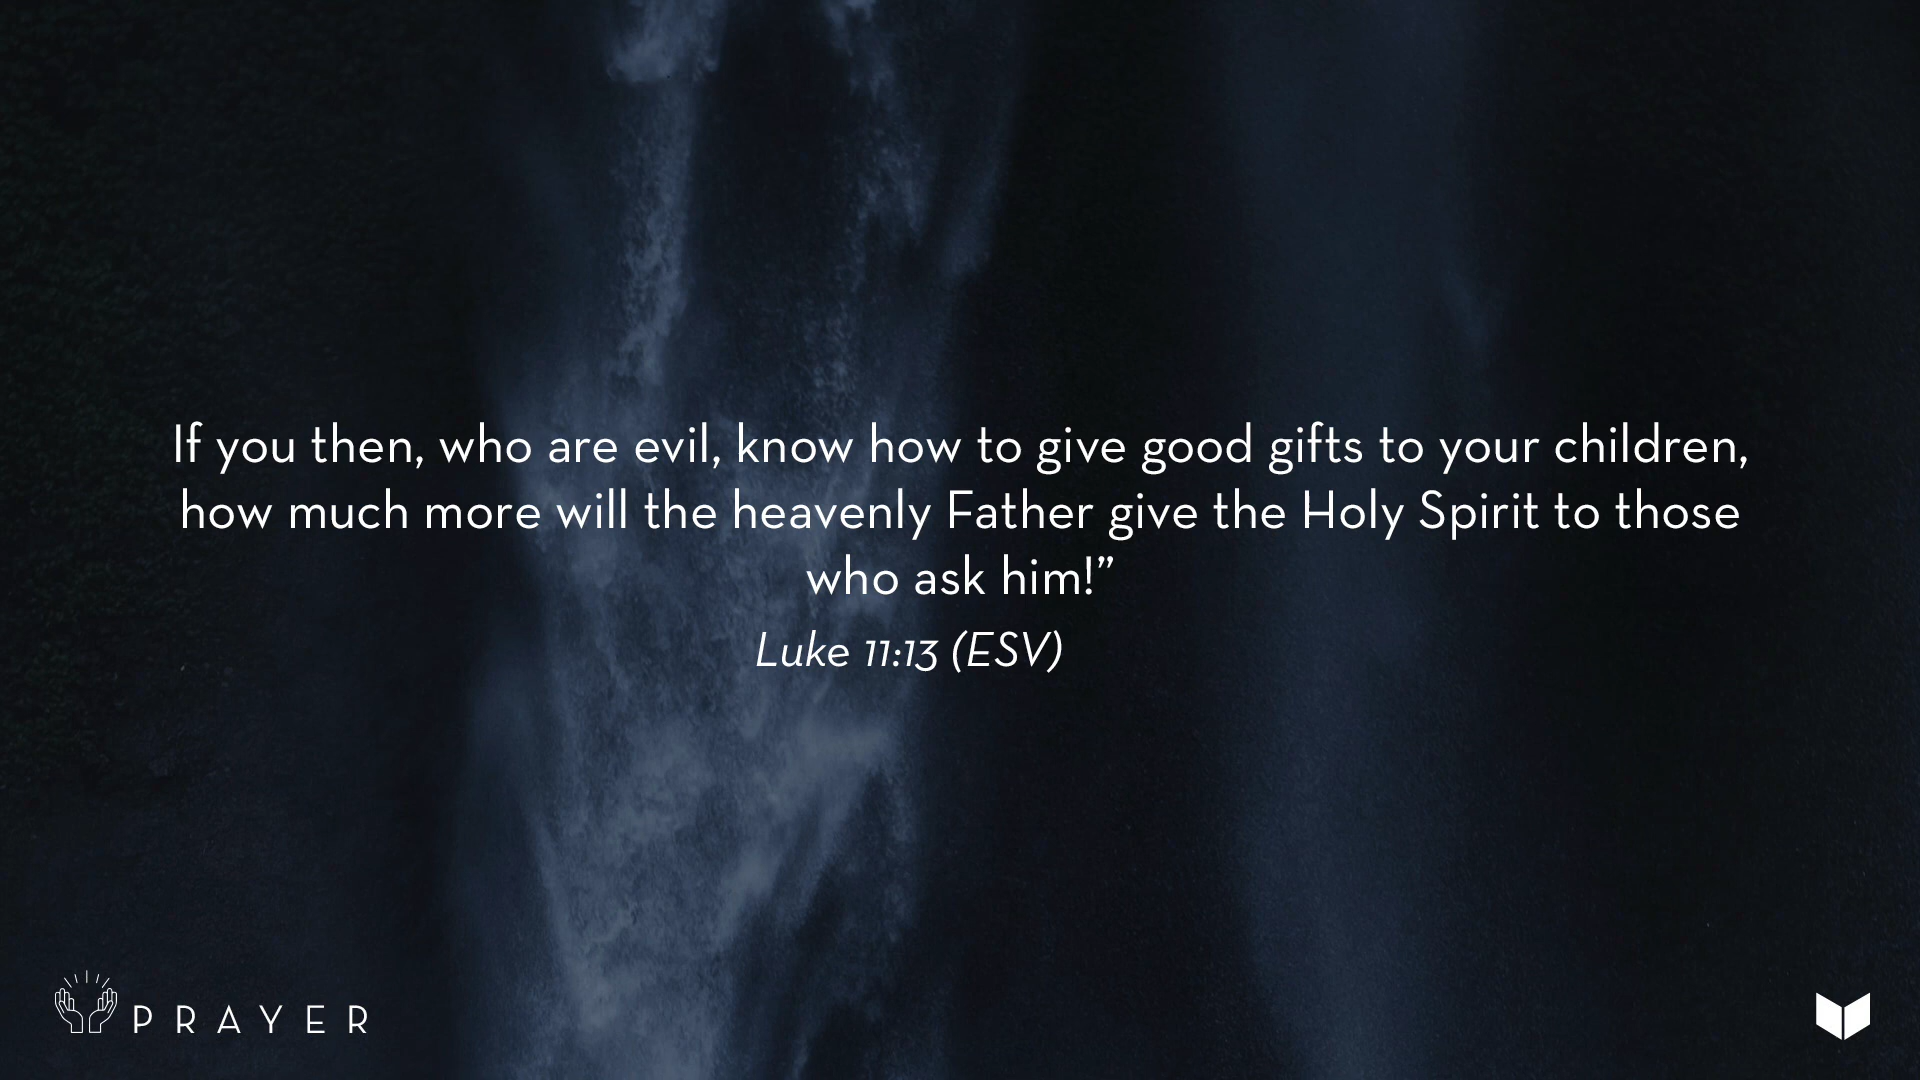 If you then, who are evil, know how to give good gifts to your children,
how much more will the heavenly Father give the Holy Spirit to those
who ask him!”
Luke 11:13 (ESV)
PRAYER